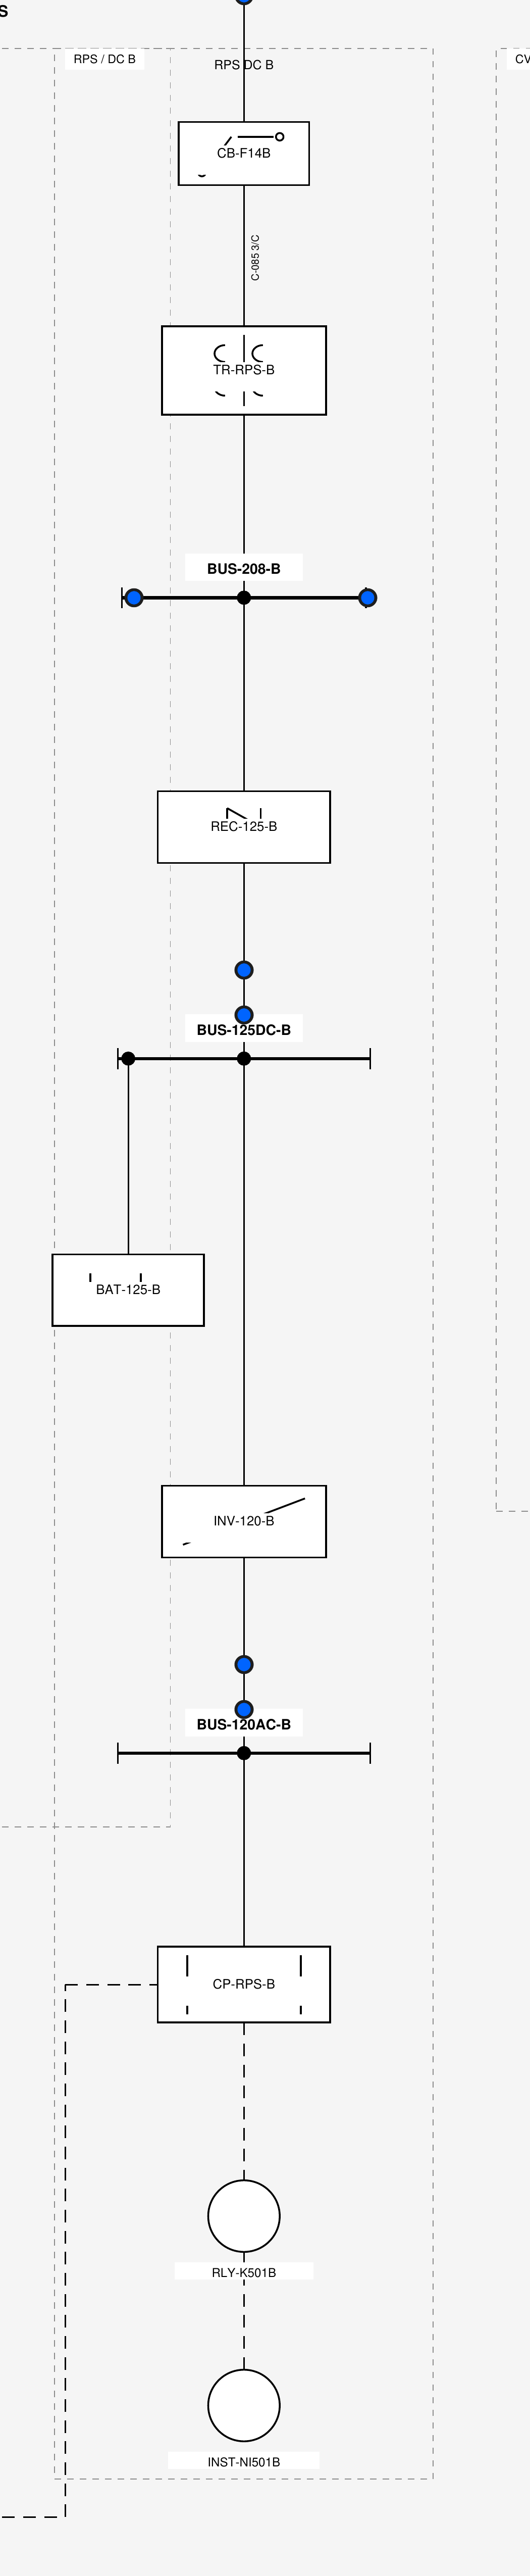 S
RPS / DC B
CV
RPS DC B
CB-F14B
C-085 3/C
TR-RPS-B
BUS-208-B
REC-125-B
BUS-125DC-B
BAT-125-B
INV-120-B
BUS-120AC-B
CP-RPS-B
RLY-K501B
INST-NI501B